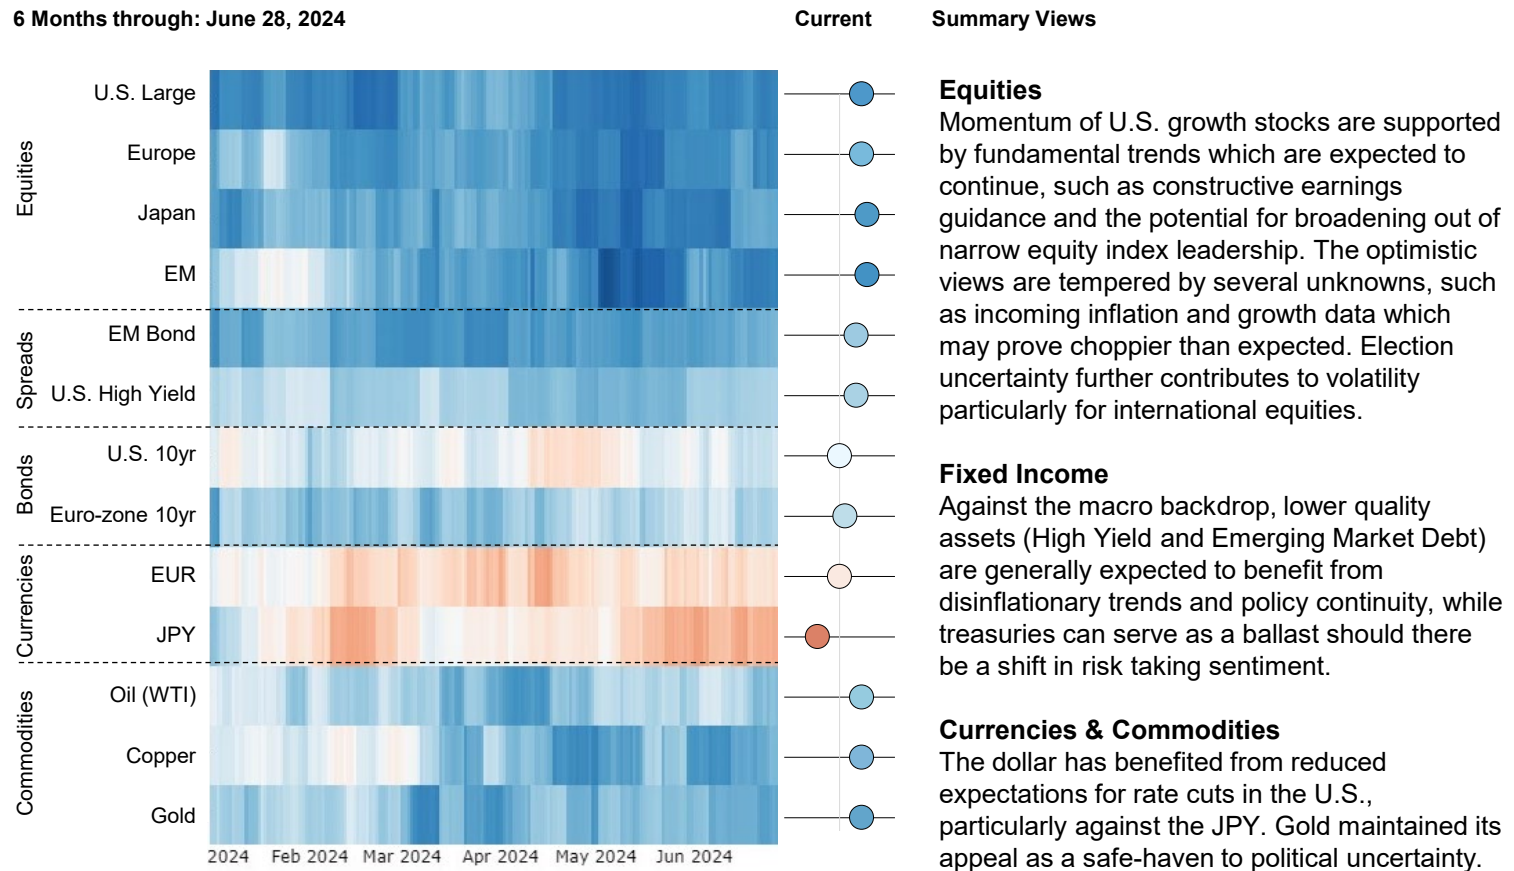 6 Months through: June 28, 2024
Current
Summary Views
Equities
U.S. Large
Europe
Japan
EM
Spreads
EM Bond
U.S. High Yield
Bonds
U.S. 10yr
Euro-zone 10yr
Currencies
EUR
JPY
Commodities
Oil (WTI)
Copper
Gold
2024 Feb 2024 Mar 2024 Apr 2024 May 2024 Jun 2024
Equities
Momentum of U.S. growth stocks are supported
by fundamental trends which are expected to
continue, such as constructive earnings
guidance and the potential for broadening out of
narrow equity index leadership. The optimistic
views are tempered by several unknowns, such
as incoming inflation and growth data which
may prove choppier than expected. Election
uncertainty further contributes to volatility
particularly for international equities.
Fixed Income
Against the macro backdrop, lower quality
assets (High Yield and Emerging Market Debt)
are generally expected to benefit from
disinflationary trends and policy continuity, while
treasuries can serve as a ballast should there
be a shift in risk taking sentiment.
Currencies & Commodities
The dollar has benefited from reduced
expectations for rate cuts in the U.S.,
particularly against the JPY. Gold maintained its
appeal as a safe-haven to political uncertainty.